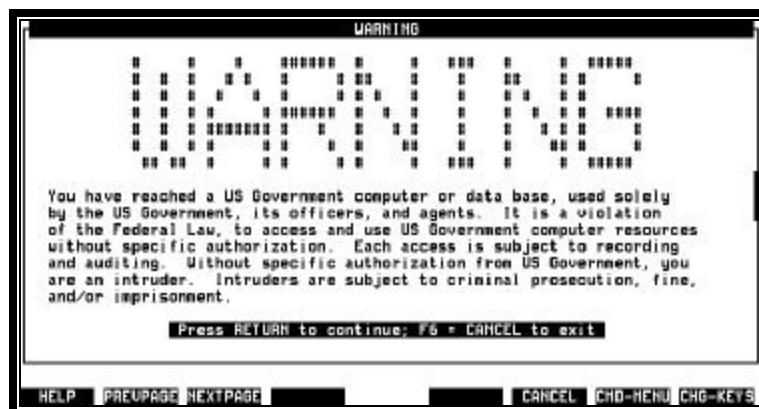 WARNING
WARNING
You have reached a US Government computer or data base, used solely
by the US Government, its officers, and agents. It is a violation
of the Federal Law, to access and use US Government computer resources
without specific authorization. Each access is subject to recording
and auditing. Without specific authorization from US Government, you
are an intruder. Intruders are subject to criminal prosecution, fine,
and/or imprisonment.
Press RETURN to continue; F6 = CANCEL to exit
HELP PREVPAGE NEXTPAGE CANCEL CMD-MENU CHG-KEYS